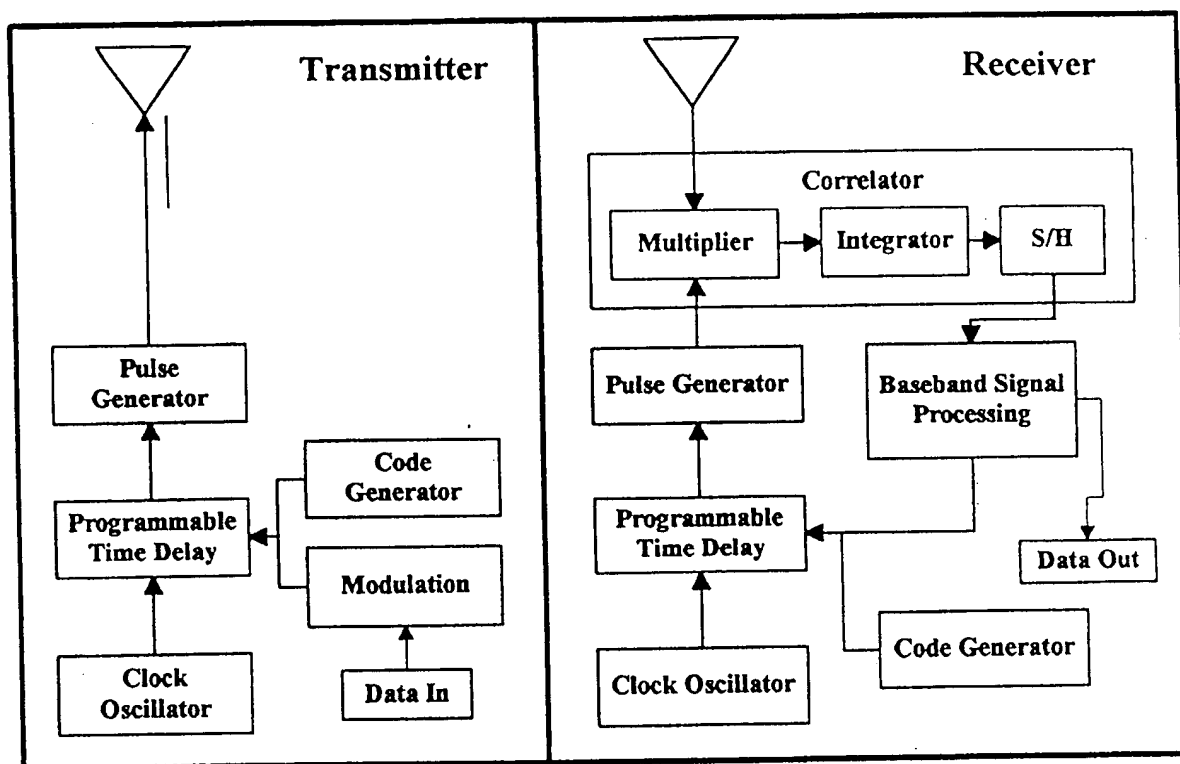 Transmitter
Pulse
Generator
Code
Generator
Programmable
Time Delay
Modulation
Clock
Oscillator
Data In
Receiver
Correlator
Multiplier
Integrator
S/H
Pulse Generator
Baseband Signal
Processing
Programmable
Time Delay
Data Out
Code Generator
Clock Oscillator